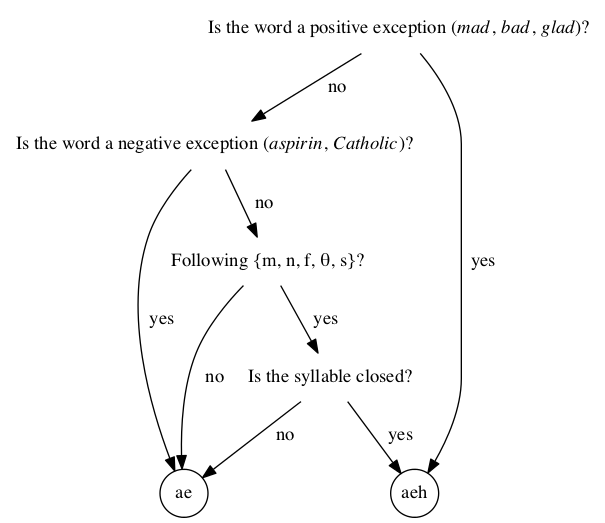 Is the word a positive exception (mad, bad, glad)?
no
Is the word a negative exception (aspirin, Catholic)?
no
Following {m, n, f, θ, s}?
yes
yes
yes
no
Is the syllable closed?
no
yes
ae
aeh